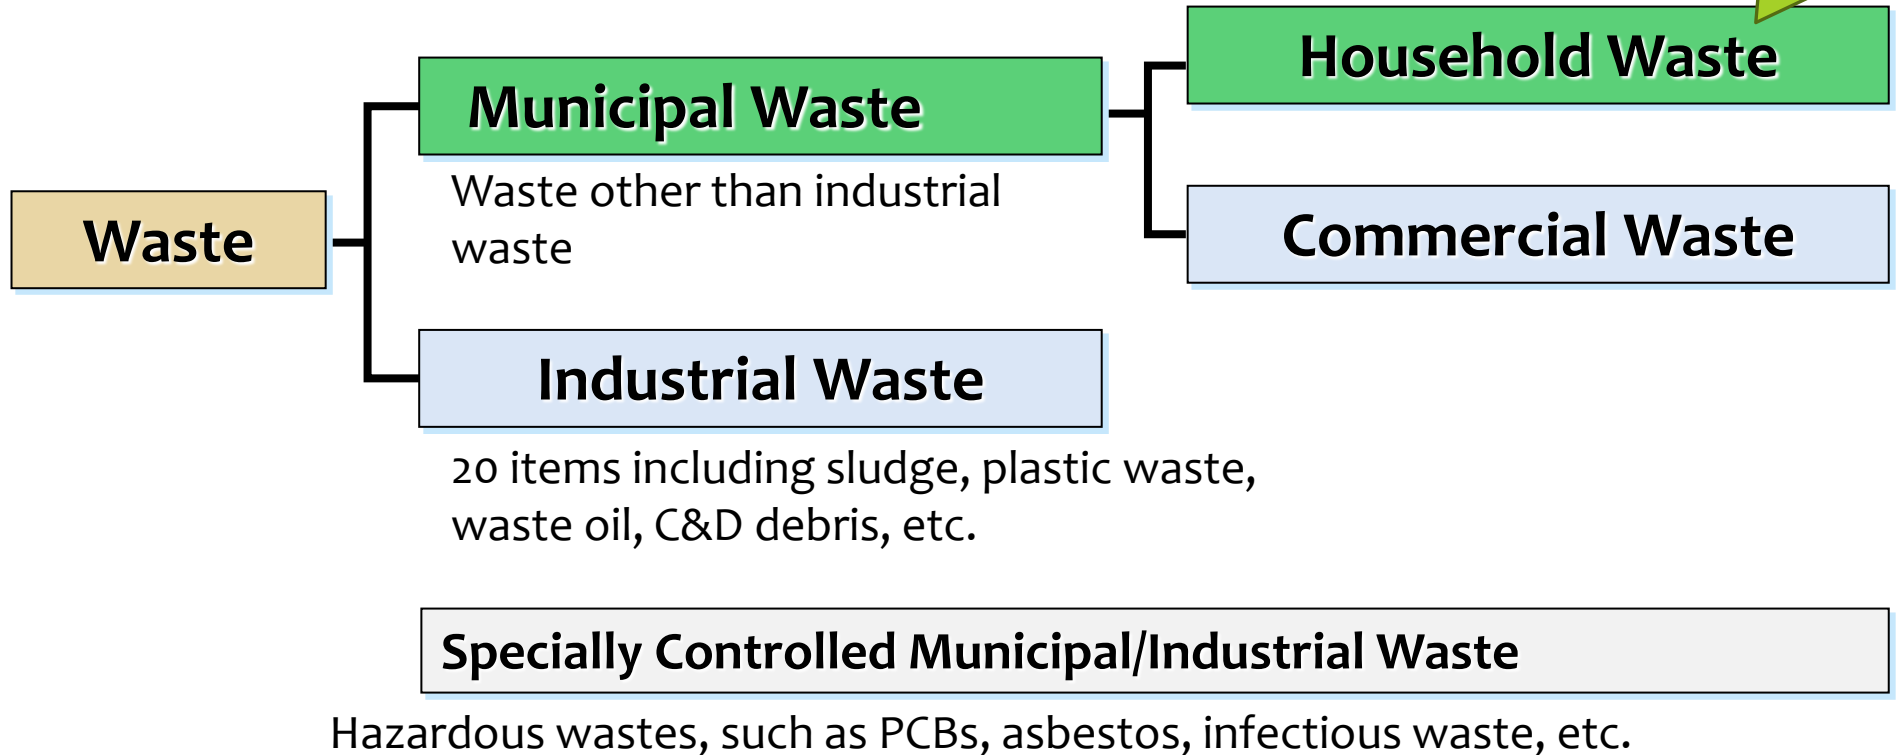 Household Waste
Municipal Waste
Waste other than industrial
waste
Waste
Commercial Waste
Industrial Waste
20 items including sludge, plastic waste,
waste oil, C&D debris, etc.
Specially Controlled Municipal/Industrial Waste
Hazardous wastes, such as PCBs, asbestos, infectious waste, etc.